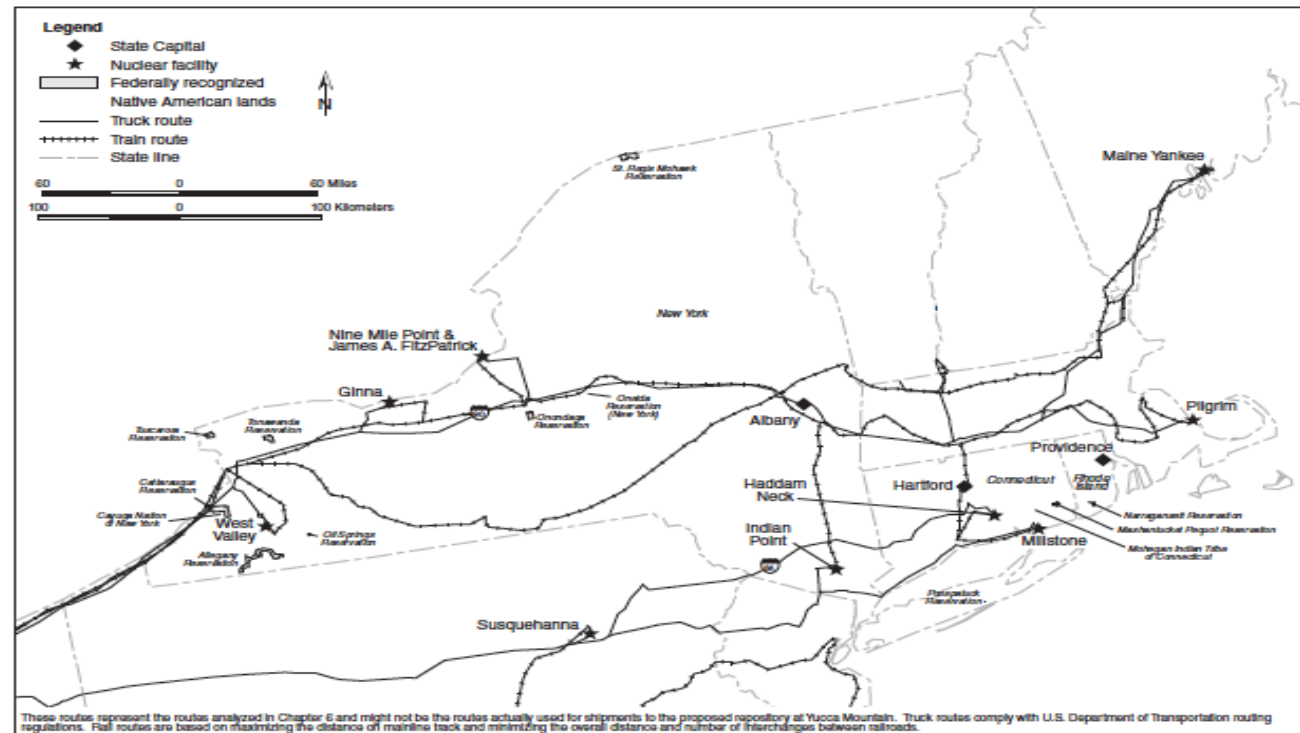 Legend
State Capital
Nuclear facility
Federally recognized
Native American lands
Truck route
Train route
State line
N
60 0 60 Miles
100 0 100 Kilometers
St. Regis Mohawk
Reservation
Maine Yankee
New York
Nine Mile Point &
James A. FitzPatrick
Ginna
90
Oneida
Reservation
(New York)
Onondaga
Reservation
Tuscarora
Reservation
Tonawanda
Reservation
Albany
Pilgrim
Providence
Rhode
Island
Connecticut
Hartford
Haddam
Neck
Cattaraugus
Reservation
Cayuga Nation
of New York
West
Valley
Oil Springs
Reservation
Allegany
Reservation
Indian
Point
Narragansett Reservation
Mashantucket Pequot Reservation
Millstone
Mohegan Indian Tribe
of Connecticut
Poospatuck
Reservation
Susquehanna
These routes represent the routes analyzed in Chapter 6 and might not be the routes actually used for shipments to the proposed repository at Yucca Mountain. Truck routes comply with U.S. Department of Transportation routing
regulations. Rail routes are based on maximizing the distance on mainline track and minimizing the overall distance and number of interchanges between railroads.